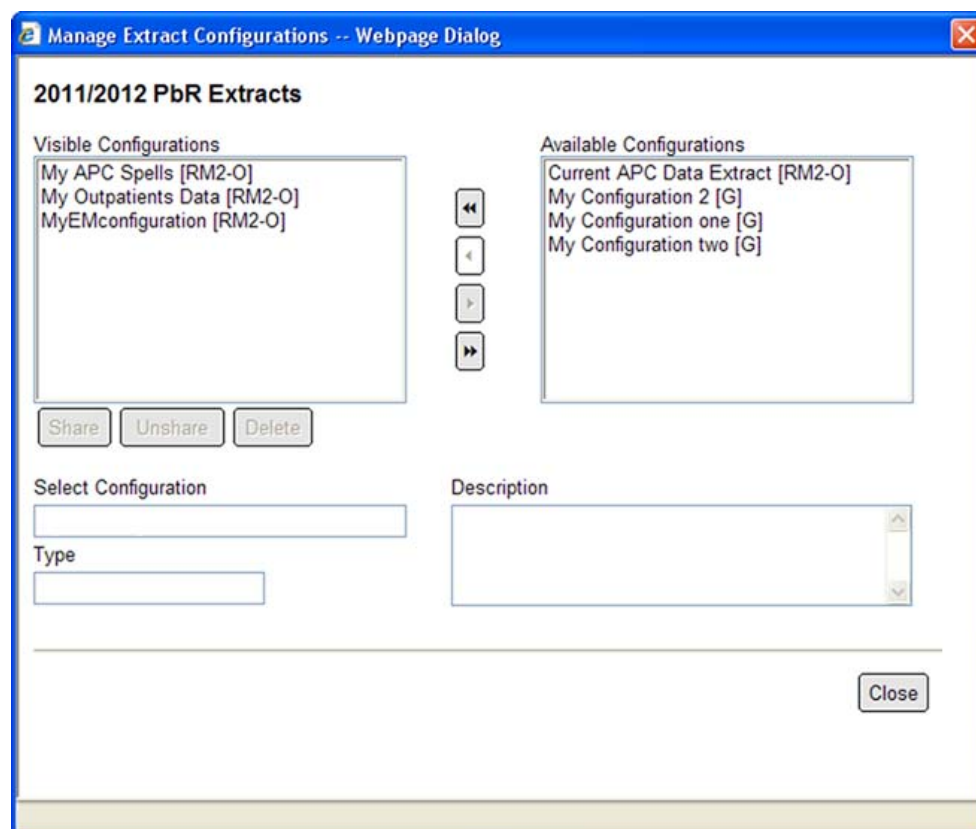 Manage Extract Configurations -- Webpage Dialog
2011/2012 PbR Extracts
Visible Configurations
My APC Spells [RM2-O]
My Outpatients Data [RM2-O]
MyEMconfiguration [RM2-O]
Available Configurations
Current APC Data Extract [RM2-O]
My Configuration 2 [G]
My Configuration one [G]
My Configuration two [G]
Share Unshare Delete
Select Configuration
Description
Type
Close